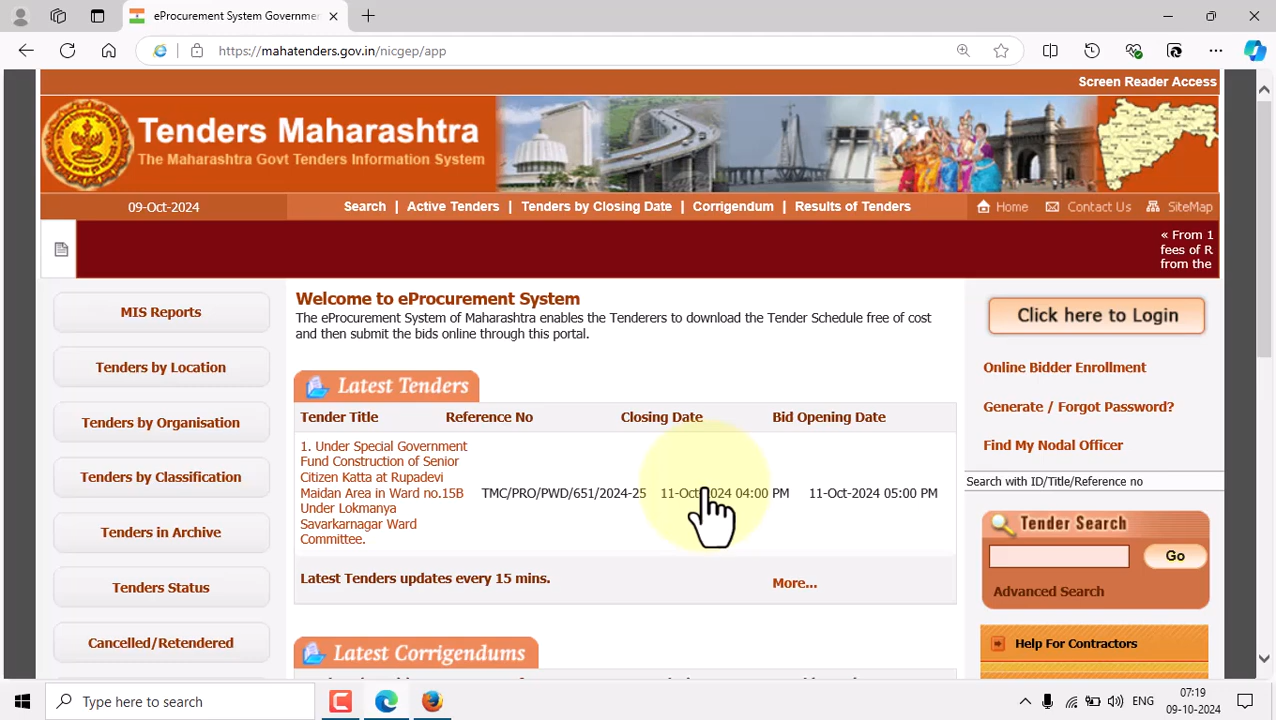 eProcurement System Governme
https://mahatenders.gov.in/nicgep/app
Screen Reader Access
Tenders Maharashtra
The Maharashtra Govt Tenders Information System
09-Oct-2024
Search | Active Tenders | Tenders by Closing Date | Corrigendum | Results of Tenders
Home
Contact Us
SiteMap
« From 1
fees of R
from the
MIS Reports
Tenders by Location
Tenders by Organisation
Tenders by Classification
Tenders in Archive
Tenders Status
Cancelled/Retendered
Welcome to eProcurement System
The eProcurement System of Maharashtra enables the Tenderers to download the Tender Schedule free of cost
and then submit the bids online through this portal.
Latest Tenders
Tender Title Reference No Closing Date Bid Opening Date
1. Under Special Government
Fund Construction of Senior
Citizen Katta at Rupadevi
Maidan Area in Ward no.15B TMC/PRO/PWD/651/2024-25 11-Oct-2024 04:00 PM 11-Oct-2024 05:00 PM
Under Lokmanya
Savarkarnagar Ward
Committee.
Latest Tenders updates every 15 mins.
More...
Latest Corrigendums
Click here to Login
Online Bidder Enrollment
Generate / Forgot Password?
Find My Nodal Officer
Search with ID/Title/Reference no
Tender Search
Go
Advanced Search
Help For Contractors
Type here to search
ENG
07:19
09-10-2024